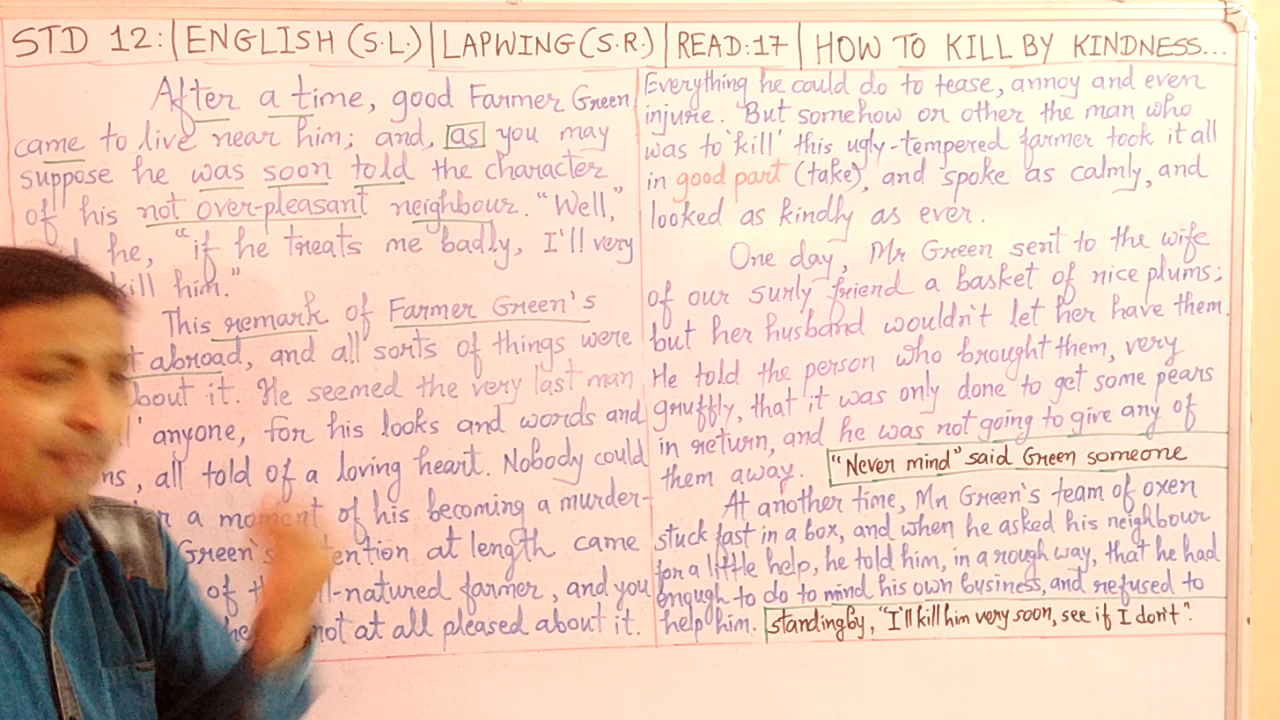 STD 12: | ENGLISH (S.L.) | LAPWING (S.R.) | READ:17 | HOW TO KILL BY KINDNESS...
After a time, good Farmer Green
came to live near him; and, as you may
suppose he was soon told the character
of his not over-pleasant neighbour. "Well,"
he, "if he treats me badly, I'll very
kill him."
This remark of Farmer Green's
abroad, and all sorts of things were
about it. He seemed the very last man
' anyone, for his looks and words and
, all told of a loving heart. Nobody could
a moment of his becoming a murder-
Green's at length came
of -natured farmer, and you
not at all pleased about it.
Everything he could do to tease, annoy and even
injure. But somehow or other the man who
was to 'kill' this ugly-tempered farmer took it all
in good part (take), and spoke as calmly, and
looked as kindly as ever.
One day, Mr Green sent to the wife
of our surly friend a basket of nice plums;
but her husband wouldn't let her have them.
He told the person who brought them, very
gruffly, that it was only done to get some pears
in return, and he was not going to give any of
them away. "Never mind" said Green someone
At another time, Mr Green's team of oxen
stuck fast in a box, and when he asked his neighbour
for a little help, he told him, in a rough way, that he had
enough to do to mind his own business, and refused to
help him. standing by, "I'll kill him very soon, see if I don't".